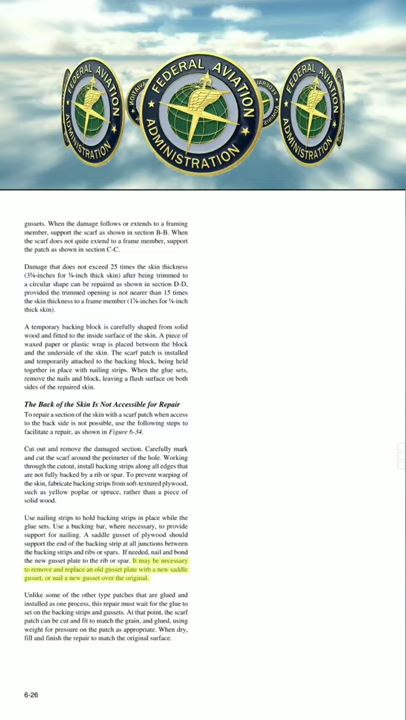 FEDERAL AVIATION
ADMINISTRATION
FEDERAL AVIATION
ADMINISTRATION
FEDERAL AVIATION
ADMINISTRATION
gussets. When the damage follows or extends to a framing
member, support the scarf as shown in section B-B. When
the scarf does not quite extend to a frame member, support
the patch as shown in section C-C.
Damage that does not exceed 25 times the skin thickness
(3⅛-inches for ⅛-inch thick skin) after being trimmed to
a circular shape can be repaired as shown in section D-D,
provided the trimmed opening is not nearer than 15 times
the skin thickness to a frame member (1⅞-inches for ⅛-inch
thick skin).
A temporary backing block is carefully shaped from solid
wood and fitted to the inside surface of the skin. A piece of
waxed paper or plastic wrap is placed between the block
and the underside of the skin. The scarf patch is installed
and temporarily attached to the backing block, being held
together in place with nailing strips. When the glue sets,
remove the nails and block, leaving a flush surface on both
sides of the repaired skin.
The Back of the Skin Is Not Accessible for Repair
To repair a section of the skin with a scarf patch when access
to the back side is not possible, use the following steps to
facilitate a repair, as shown in Figure 6-34.
Cut out and remove the damaged section. Carefully mark
and cut the scarf around the perimeter of the hole. Working
through the cutout, install backing strips along all edges that
are not fully backed by a rib or spar. To prevent warping of
the skin, fabricate backing strips from soft-textured plywood,
such as yellow poplar or spruce, rather than a piece of
solid wood.
Use nailing strips to hold backing strips in place while the
glue sets. Use a bucking bar, where necessary, to provide
support for nailing. A saddle gusset of plywood should
support the end of the backing strip at all junctions between
the backing strips and ribs or spars. If needed, nail and bond
the new gusset plate to the rib or spar. It may be necessary
to remove and replace an old gusset plate with a new saddle
gusset, or nail a new gusset over the original.
Unlike some of the other type patches that are glued and
installed as one process, this repair must wait for the glue to
set on the backing strips and gussets. At that point, the scarf
patch can be cut and fit to match the grain, and glued, using
weight for pressure on the patch as appropriate. When dry,
fill and finish the repair to match the original surface.
6-26